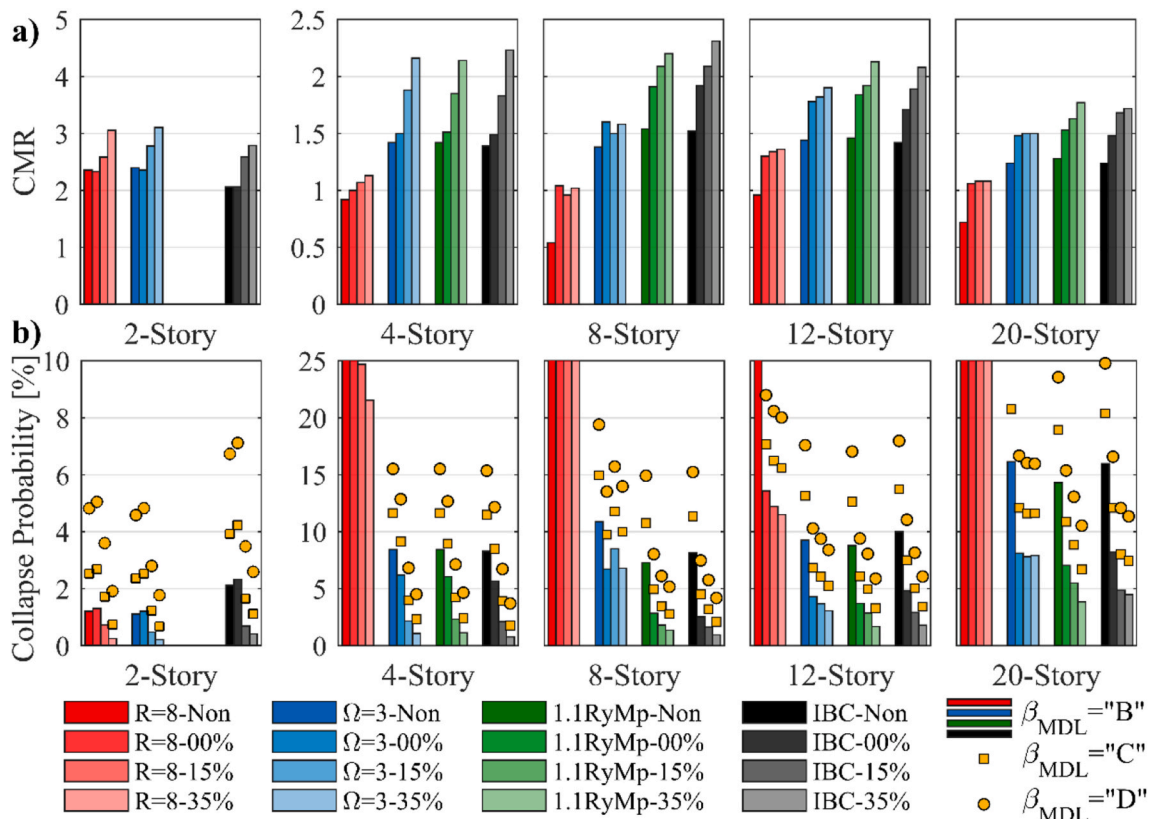 a)
CMR
5
4
3
2
1
0
2.5
2
1.5
1
0.5
0
2-Story
4-Story
8-Story
12-Story
20-Story
b)
Collapse Probability [%]
10
8
6
4
2
0
25
20
15
10
5
0
2-Story
4-Story
8-Story
12-Story
20-Story
R=8-Non
R=8-00%
R=8-15%
R=8-35%
Ω=3-Non
Ω=3-00%
Ω=3-15%
Ω=3-35%
1.1RyMp-Non
1.1RyMp-00%
1.1RyMp-15%
1.1RyMp-35%
IBC-Non
IBC-00%
IBC-15%
IBC-35%
βMDL="B"
βMDL="C"
βMDL="D"